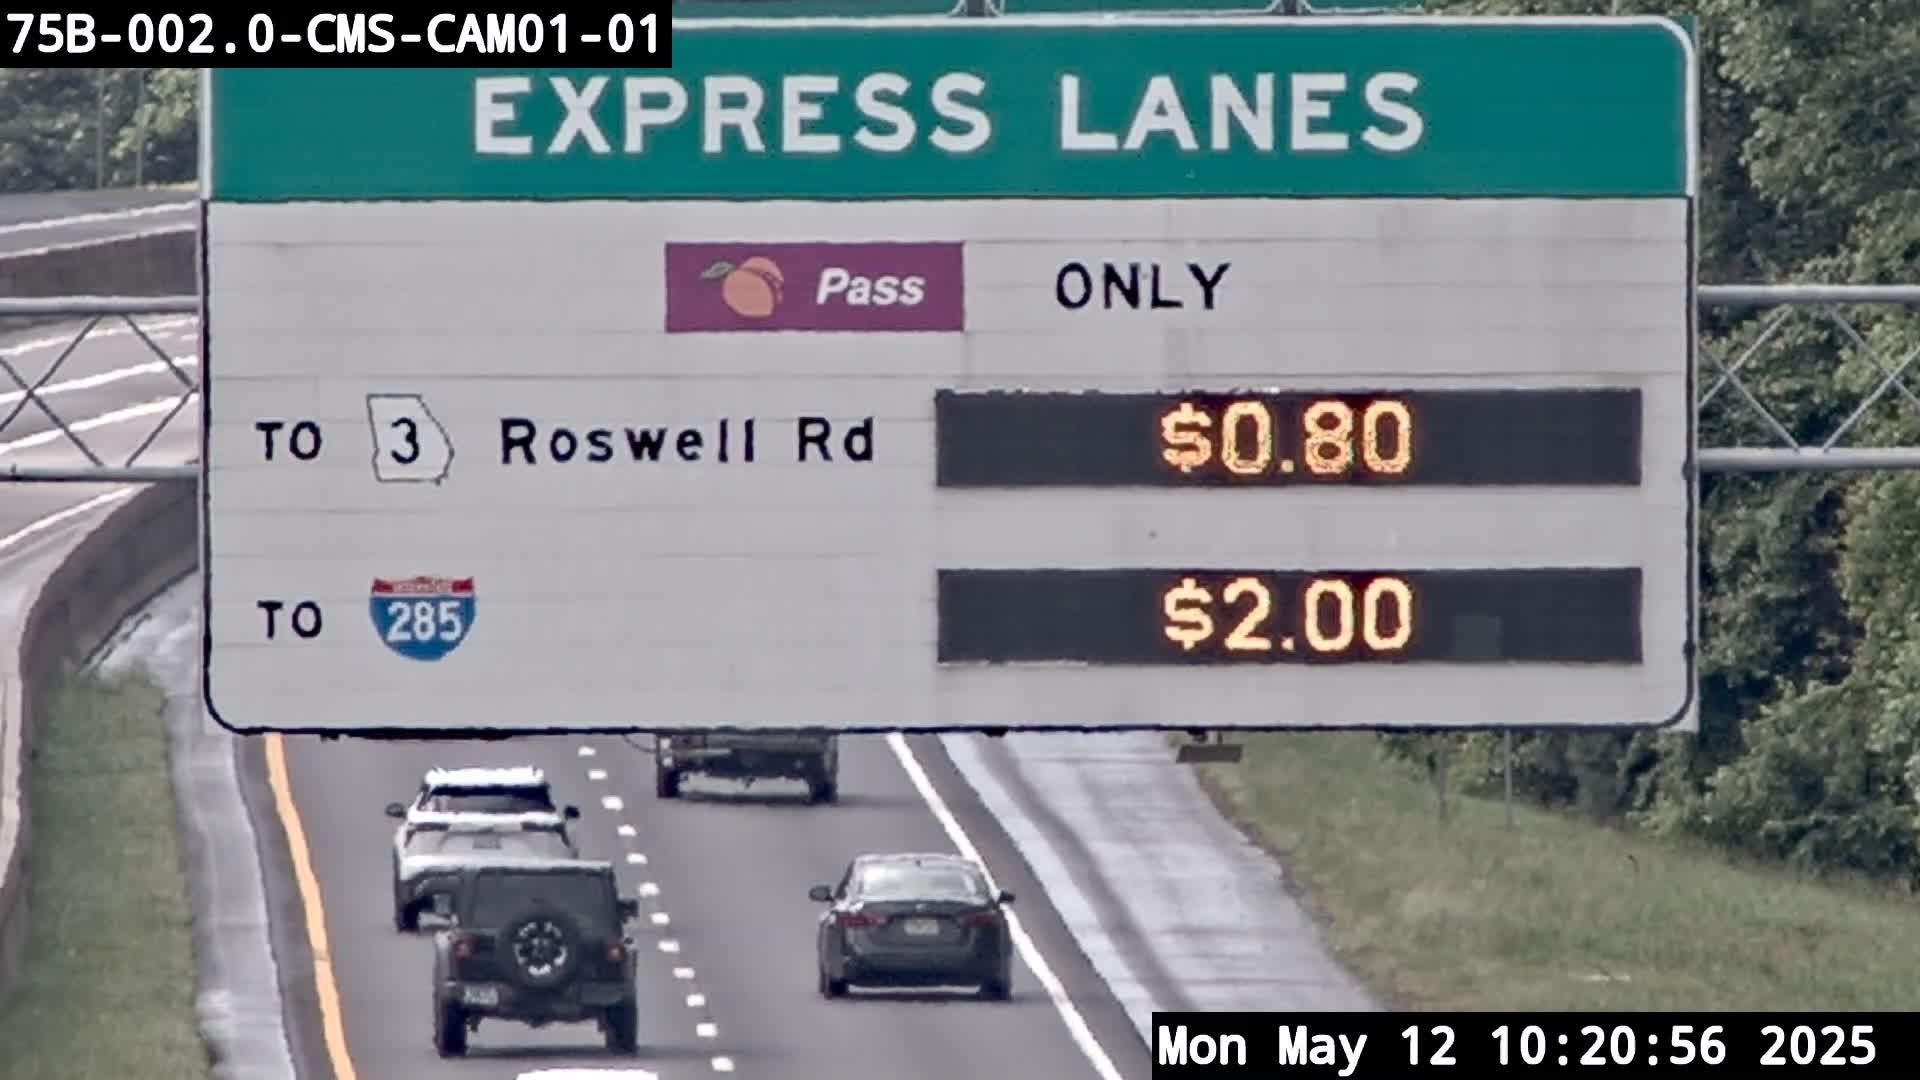 75B-002.0-CMS-CAM01-01
EXPRESS LANES
Pass ONLY
TO 3 Roswell Rd $0.80
TO 285 $2.00
Mon May 12 10:20:56 2025